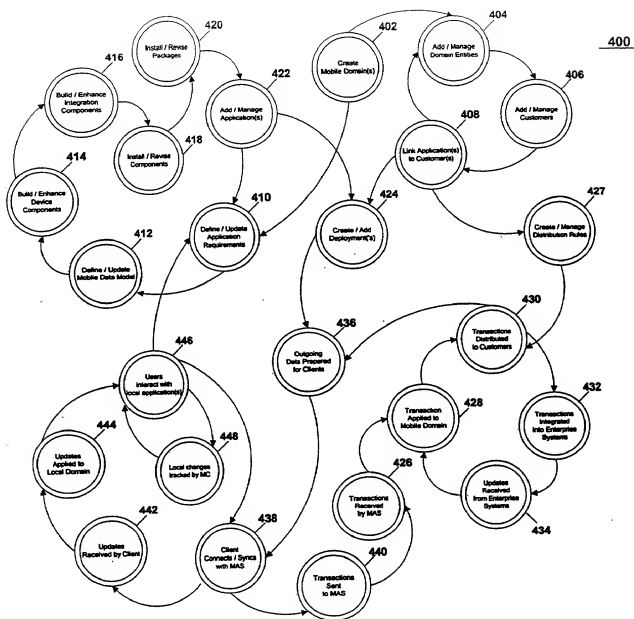 420
402
404
400
Install / Revise
Packages
Create
Mobile Domain(s)
Add / Manage
Domain Entities
416
422
406
Build / Enhance
Integration
Components
Add / Manage
Application(s)
408
Add / Manage
Customers
418
Install / Revise
Components
Link Application(s)
to Customer(s)
414
Build / Enhance
Device
Components
410
424
427
412
Define / Update
Application
Requirements
Create / Add
Deployment('s)
Create / Manage
Distribution Rules
Define / Update
Mobile Data Model
430
436
Transactions
Distributed
to Customers
446
Outgoing
Data Prepared
for Clients
Users
interact with
local application(s)
428
432
Transaction
Applied to
Mobile Domain
Transactions
Integrated
Into Enterprise
Systems
444
448
Updates
Applied to
Local Domain
Local changes
tracked by MC
426
Transactions
Received
by MAS
Updates
Received
from Enterprise
Systems
434
442
438
Updates
Received by Client
Client
Connects / Syncs
with MAS
440
Transactions
Sent
to MAS